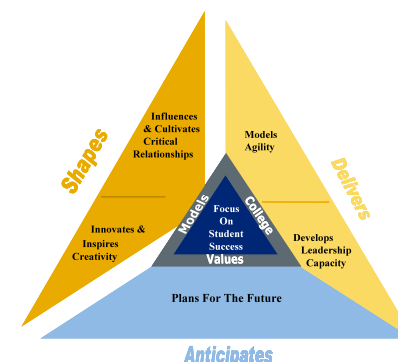 Shapes
Influences
& Cultivates
Critical
Relationships
Innovates &
Inspires
Creativity
Delivers
Models
Agility
Develops
Leadership
Capacity
Models
College
Values
Focus
On
Student
Success
Plans For The Future
Anticipates